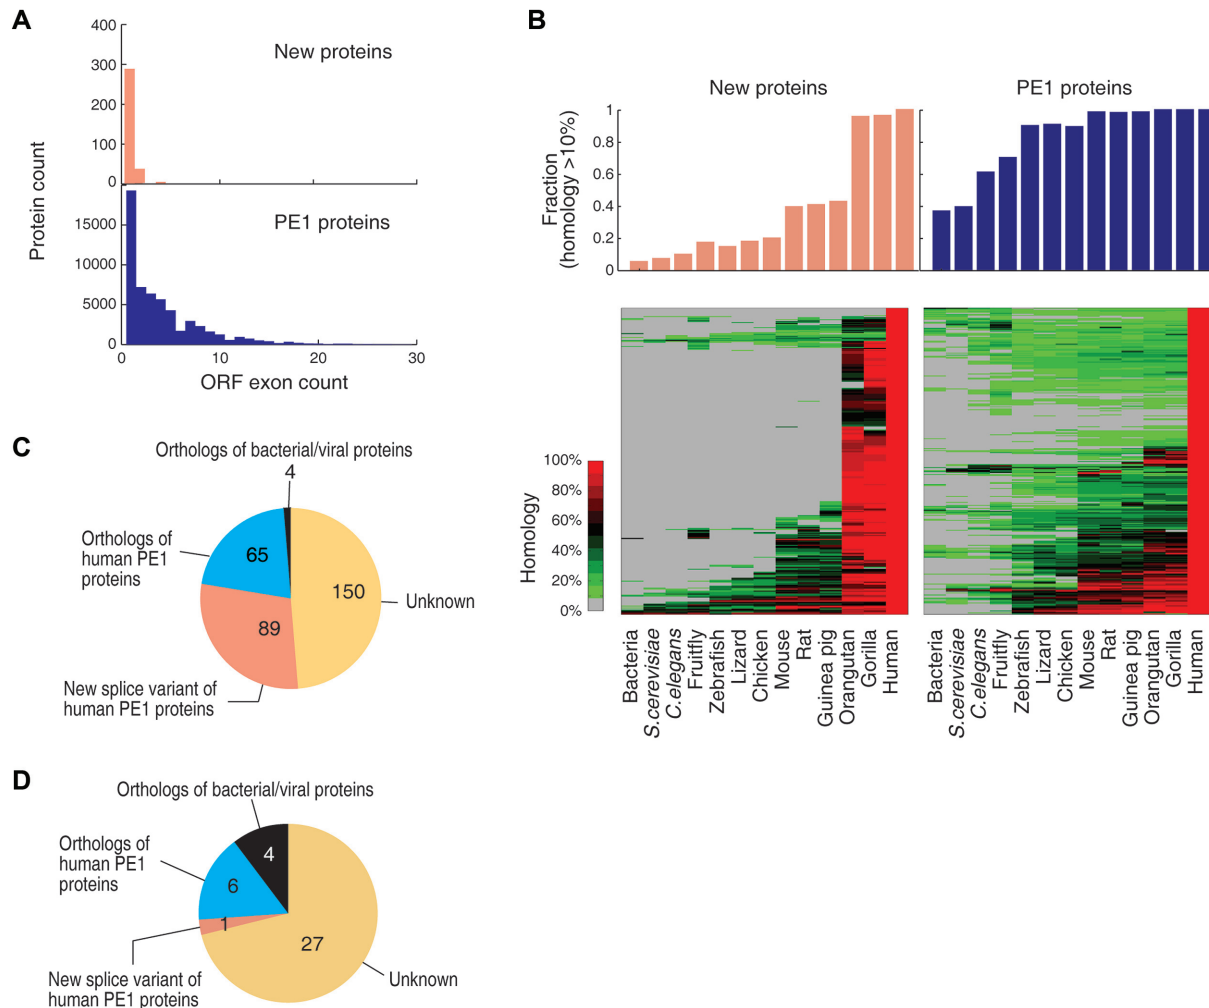 A
400
300
200
100
0
New proteins
Protein count
15000
10000
5000
0
PE1 proteins
0
10
20
30
ORF exon count
B
New proteins
PE1 proteins
Fraction
(homology >10%)
1
0.8
0.6
0.4
0.2
0
Homology
100%
80%
60%
40%
20%
0%
Bacteria
S.cerevisiae
C.elegans
Fruitfly
Zebrafish
Lizard
Chicken
Mouse
Rat
Guinea pig
Orangutan
Gorilla
Human
Bacteria
S.cerevisiae
C.elegans
Fruitfly
Zebrafish
Lizard
Chicken
Mouse
Rat
Guinea pig
Orangutan
Gorilla
Human
C
Orthologs of bacterial/viral proteins
4
Orthologs of
human PE1
proteins
65
150
Unknown
89
New splice variant of
human PE1 proteins
D
Orthologs of bacterial/viral proteins
4
Orthologs of
human PE1
proteins
6
1
27
New splice variant of
human PE1 proteins
Unknown